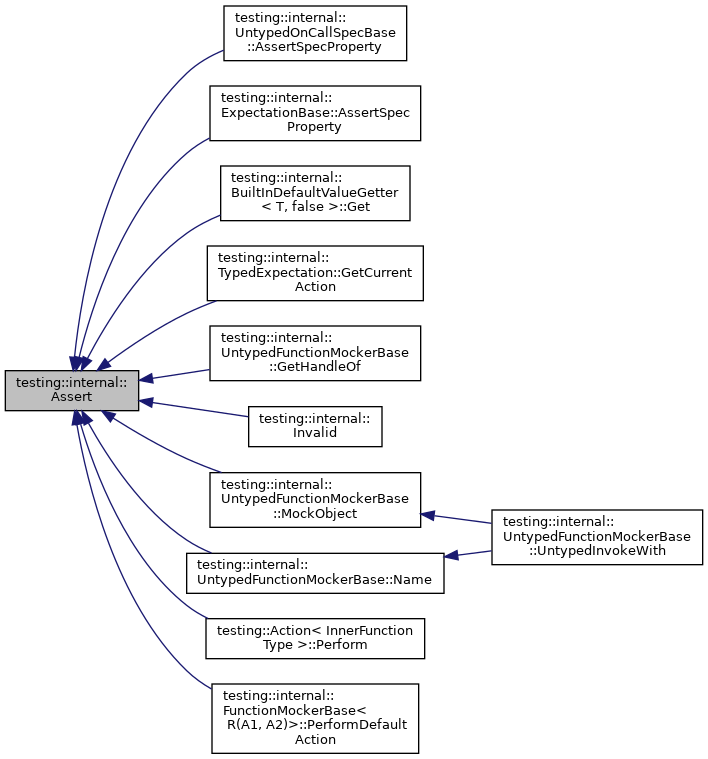 testing::internal::
UntypedOnCallSpecBase
::AssertSpecProperty
testing::internal::
ExpectationBase::AssertSpec
Property
testing::internal::
BuiltInDefaultValueGetter
< T, false >::Get
testing::internal::
TypedExpectation::GetCurrent
Action
testing::internal::
UntypedFunctionMockerBase
::GetHandleOf
testing::internal::
Assert
testing::internal::
Invalid
testing::internal::
UntypedFunctionMockerBase
::MockObject
testing::internal::
UntypedFunctionMockerBase
::UntypedInvokeWith
testing::internal::
UntypedFunctionMockerBase::Name
testing::Action< InnerFunction
Type >::Perform
testing::internal::
FunctionMockerBase<
R(A1, A2)>::PerformDefault
Action